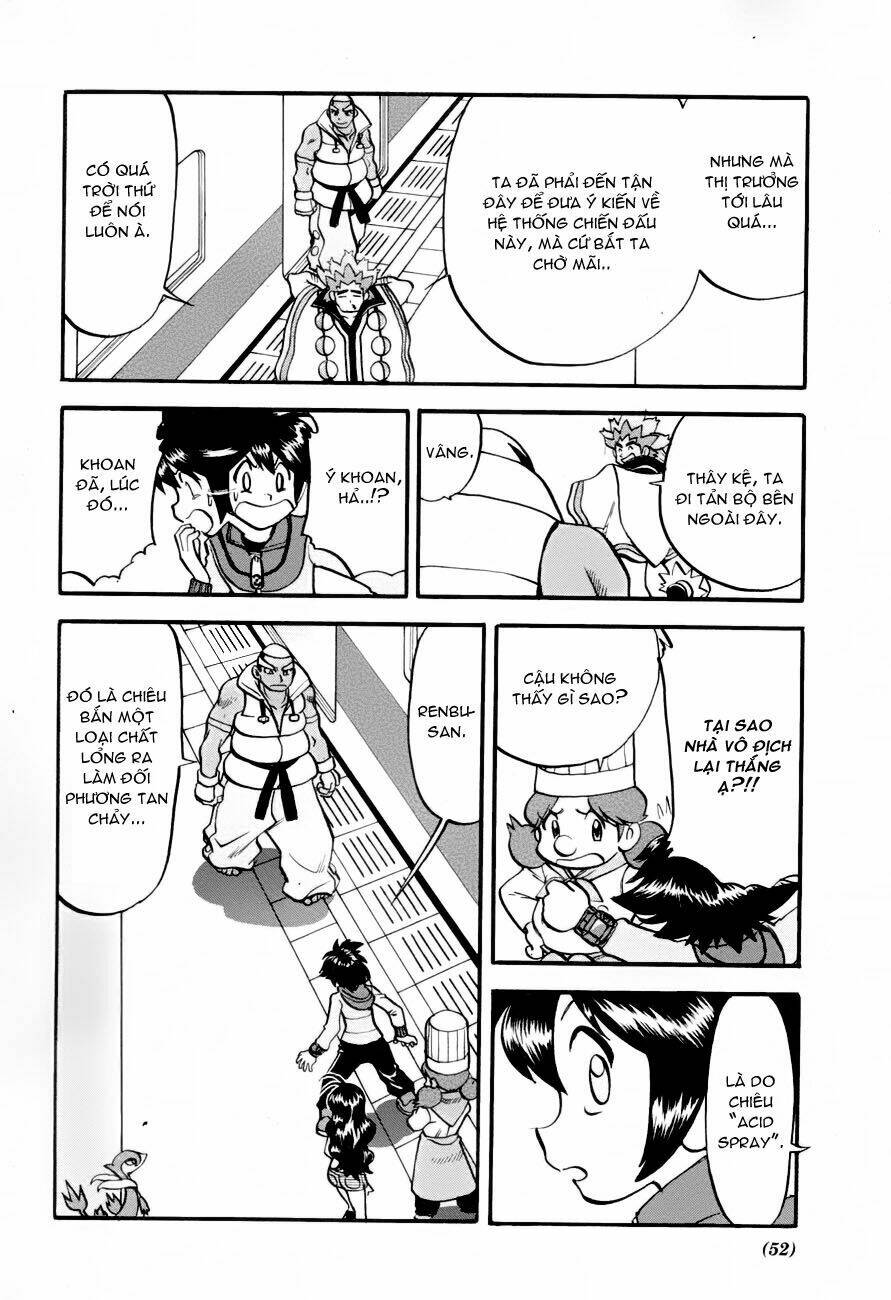 NHƯNG MÀ
THỊ TRƯỞNG
TỚI LÂU
QUÁ...
TA ĐÃ PHẢI ĐẾN TẬN
ĐÂY ĐỂ ĐƯA Ý KIẾN VỀ
HỆ THỐNG CHIẾN ĐẤU
NÀY, MÀ CỨ BẮT TA
CHỜ MÃI..
CÓ QUÁ
TRỜI THỨ
ĐỂ NÓI
LUÔN À.
THÂY KỆ, TA
ĐI TẢN BỘ BÊN
NGOÀI ĐÂY.
VÂNG.
Ý KHOAN,
HẢ..!?
KHOAN
ĐÃ, LÚC
ĐÓ...
TẠI SAO
NHÀ VÔ ĐỊCH
LẠI THẮNG
Ạ?!!
CẬU KHÔNG
THẤY GÌ SAO?
LÀ DO
CHIÊU
“ACID
SPRAY”.
RENBU-
SAN.
ĐÓ LÀ CHIÊU
BẮN MỘT
LOẠI CHẤT
LỎNG RA
LÀM ĐỐI
PHƯƠNG TAN
CHẢY...
(52)